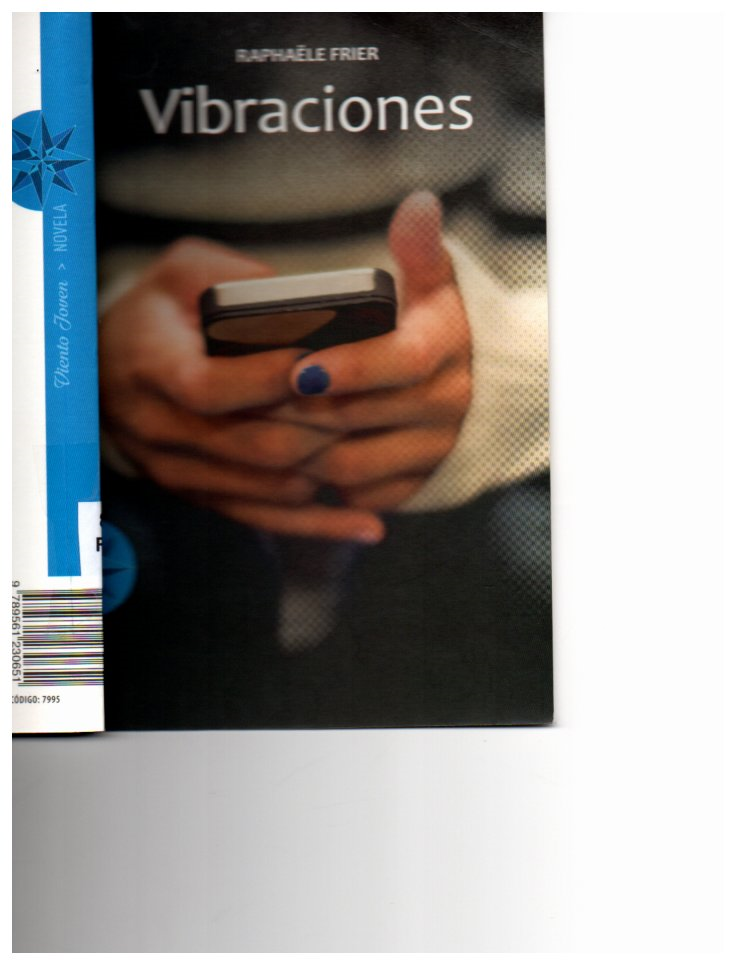 RAPHAËLE FRIER
Vibraciones
Viento Joven > NOVELA
9 789561 230651
CÓDIGO: 7995